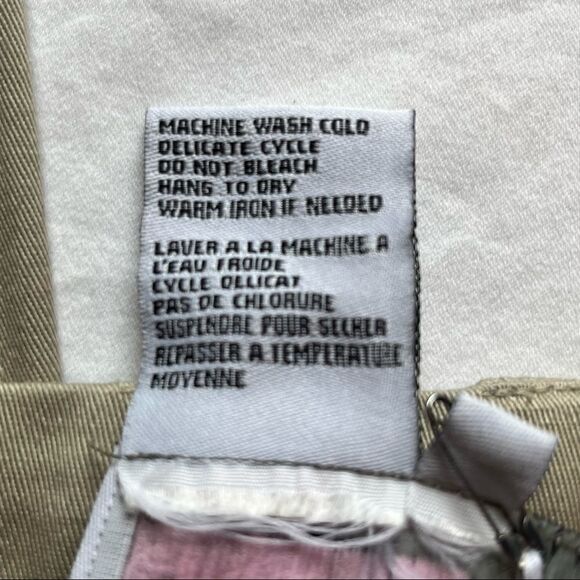 MACHINE WASH COLD
DELICATE CYCLE
DO NOT BLEACH
HANG TO DRY
WARM IRON IF NEEDED
LAVER A LA MACHINE A
L'EAU FROIDE
CYCLE DELICAT
PAS DE CHLORURE
SUSPENDRE POUR SECHER
REPASSER A TEMPERATURE
MOYENNE